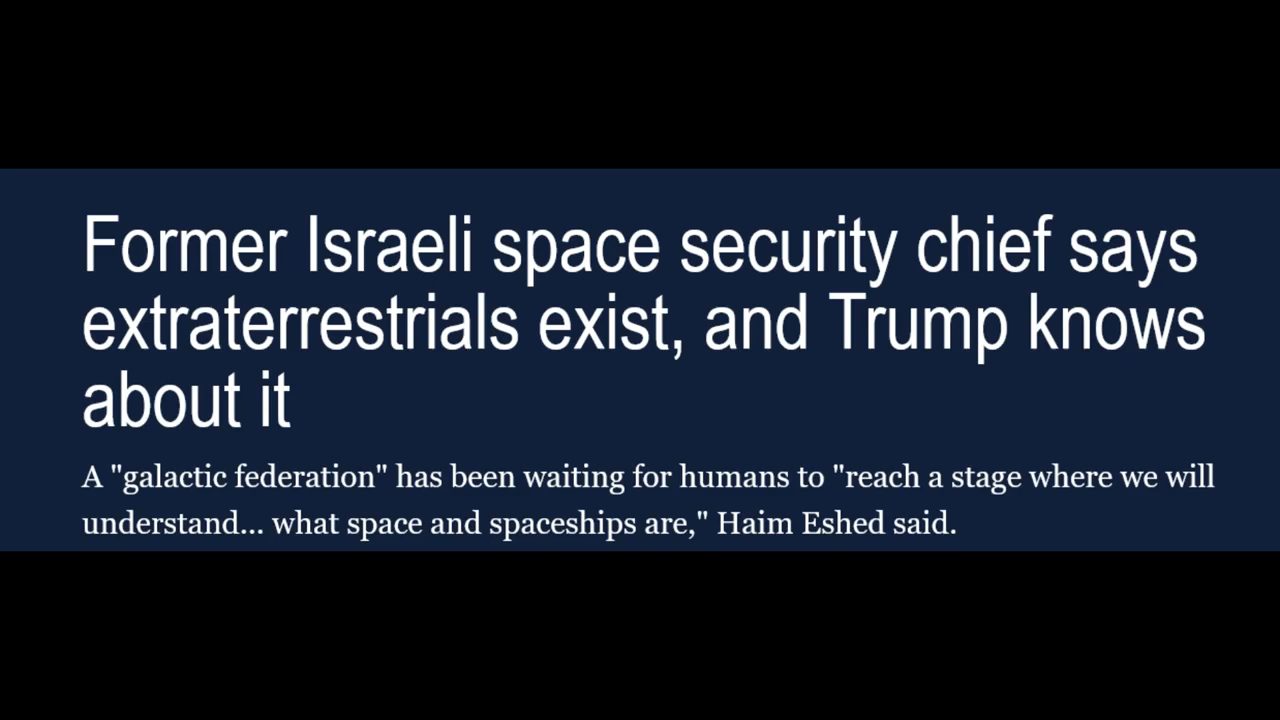 Former Israeli space security chief says
extraterrestrials exist, and Trump knows
about it
A "galactic federation" has been waiting for humans to "reach a stage where we will
understand... what space and spaceships are," Haim Eshed said.